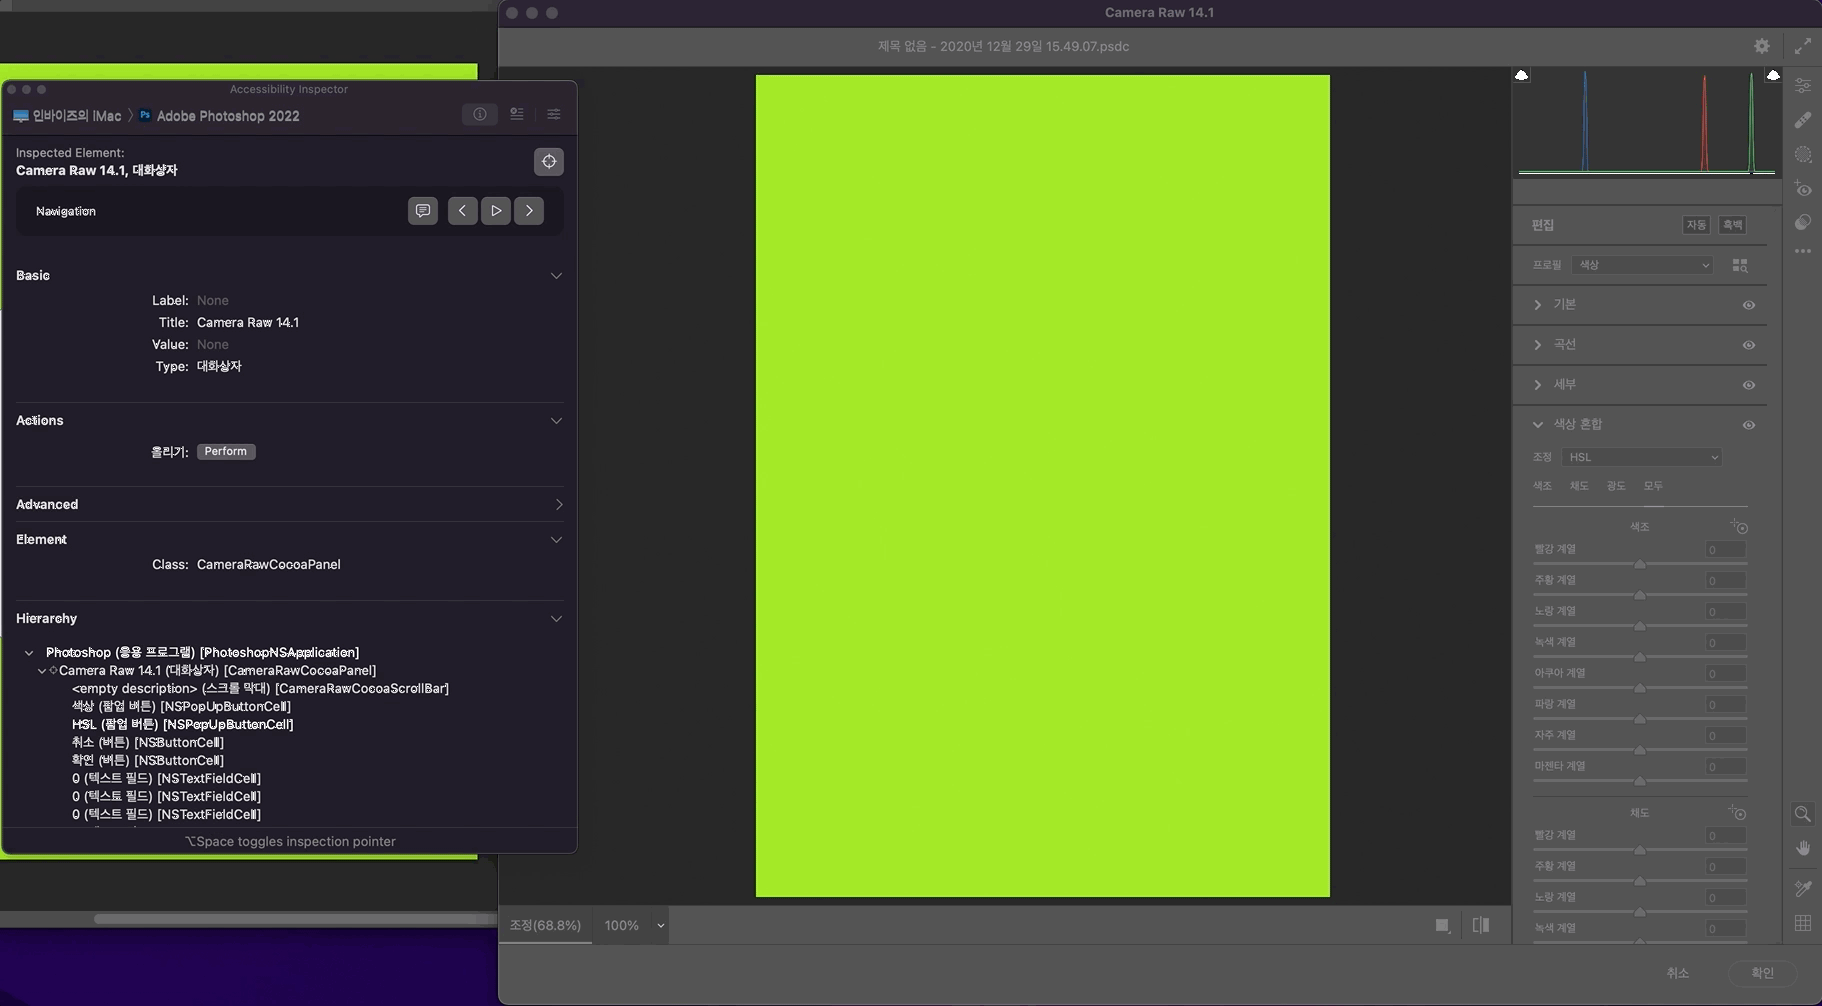 Camera Raw 14.1
제목 없음 - 2020년 12월 29일 15.49.07.psdc
Accessibility Inspector
인바이즈의 iMac 〉 Ps Adobe Photoshop 2022
Inspected Element:
Camera Raw 14.1, 대화상자
Navigation
Basic
Label: None
Title: Camera Raw 14.1
Value: None
Type: 대화상자
Actions
올리기: Perform
Advanced
Element
Class: CameraRawCocoaPanel
Hierarchy
Photoshop (응용 프로그램) [PhotoshopNSApplication]
Camera Raw 14.1 (대화상자) [CameraRawCocoaPanel]
<empty description> (스크롤 막대) [CameraRawCocoaScrollBar]
색상 (팝업 버튼) [NSPopUpButtonCell]
HSL (팝업 버튼) [NSPopUpButtonCell]
취소 (버튼) [NSButtonCell]
확인 (버튼) [NSButtonCell]
0 (텍스트 필드) [NSTextFieldCell]
0 (텍스트 필드) [NSTextFieldCell]
0 (텍스트 필드) [NSTextFieldCell]
⌥Space toggles inspection pointer
조정(68.8%) 100%
편집 자동 흑백
프로필 색상
기본
곡선
세부
색상 혼합
조정 HSL
색조 채도 광도 모두
색조
빨강 계열 0
주황 계열 0
노랑 계열 0
녹색 계열 0
아쿠아 계열 0
파랑 계열 0
자주 계열 0
마젠타 계열 0
채도
빨강 계열 0
주황 계열 0
노랑 계열 0
녹색 계열 0
취소 확인